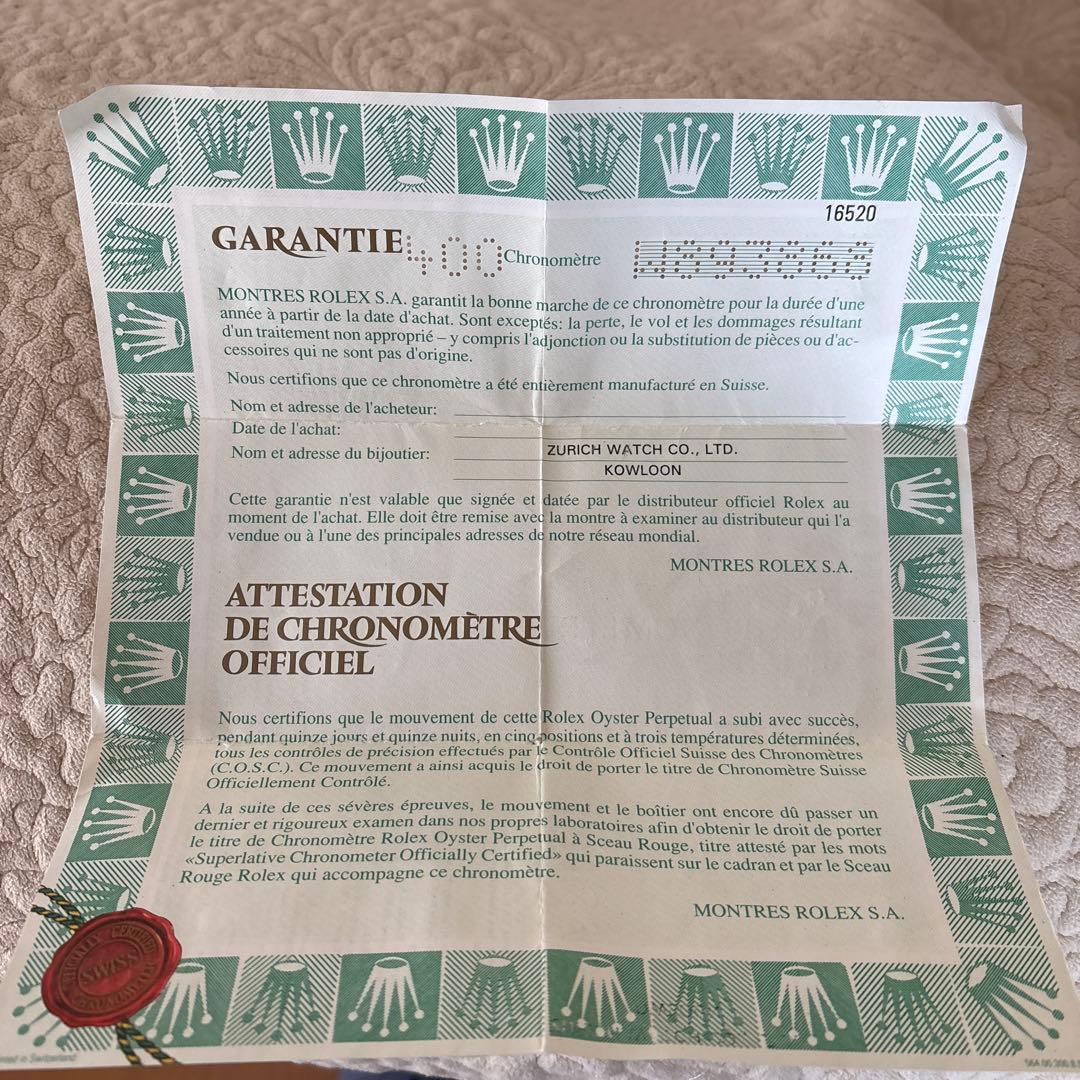 16520
GARANTIE 400 Chronomètre W893868
MONTRES ROLEX S.A. garantit la bonne marche de ce chronomètre pour la durée d'une
année à partir de la date d'achat. Sont exceptés: la perte, le vol et les dommages résultant
d'un traitement non approprié – y compris l'adjonction ou la substitution de pièces ou d'ac-
cessoires qui ne sont pas d'origine.
Nous certifions que ce chronomètre a été entièrement manufacturé en Suisse.
Nom et adresse de l'acheteur:
Date de l'achat:
Nom et adresse du bijoutier: ZURICH WATCH CO., LTD.
KOWLOON
Cette garantie n'est valable que signée et datée par le distributeur officiel Rolex au
moment de l'achat. Elle doit être remise avec la montre à examiner au distributeur qui l'a
vendue ou à l'une des principales adresses de notre réseau mondial.
MONTRES ROLEX S.A.
ATTESTATION
DE CHRONOMÈTRE
OFFICIEL
Nous certifions que le mouvement de cette Rolex Oyster Perpetual a subi avec succès,
pendant quinze jours et quinze nuits, en cinq positions et à trois températures déterminées,
tous les contrôles de précision effectués par le Contrôle Officiel Suisse des Chronomètres
(C.O.S.C.). Ce mouvement a ainsi acquis le droit de porter le titre de Chronomètre Suisse
Officiellement Contrôlé.
A la suite de ces sévères épreuves, le mouvement et le boîtier ont encore dû passer un
dernier et rigoureux examen dans nos propres laboratoires afin d'obtenir le droit de porter
le titre de Chronomètre Rolex Oyster Perpetual à Sceau Rouge, titre attesté par les mots
«Superlative Chronometer Officially Certified» qui paraissent sur le cadran et par le Sceau
Rouge Rolex qui accompagne ce chronomètre.
MONTRES ROLEX S.A.
SWISS
in Switzerland